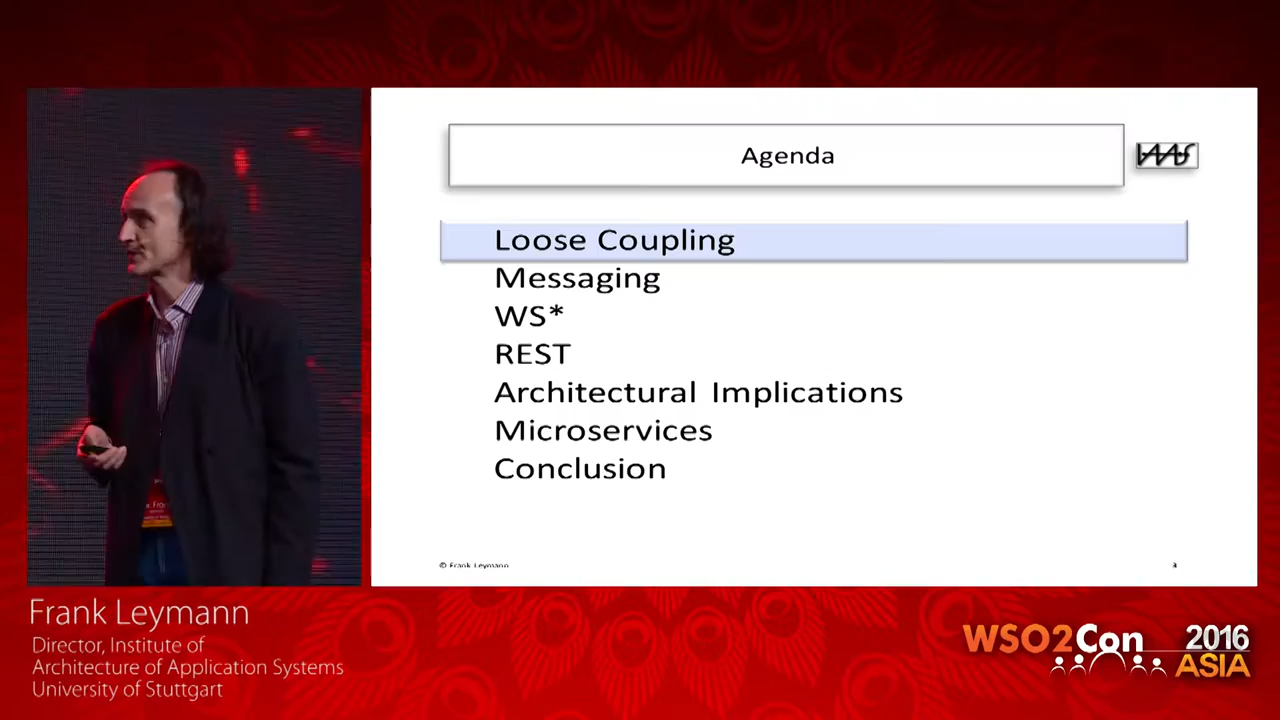 Agenda
IAAS
Loose Coupling
Messaging
WS*
REST
Architectural Implications
Microservices
Conclusion
© Frank Leymann
Frank Leymann
Director, Institute of
Architecture of Application Systems
University of Stuttgart
WSO2Con 2016
ASIA